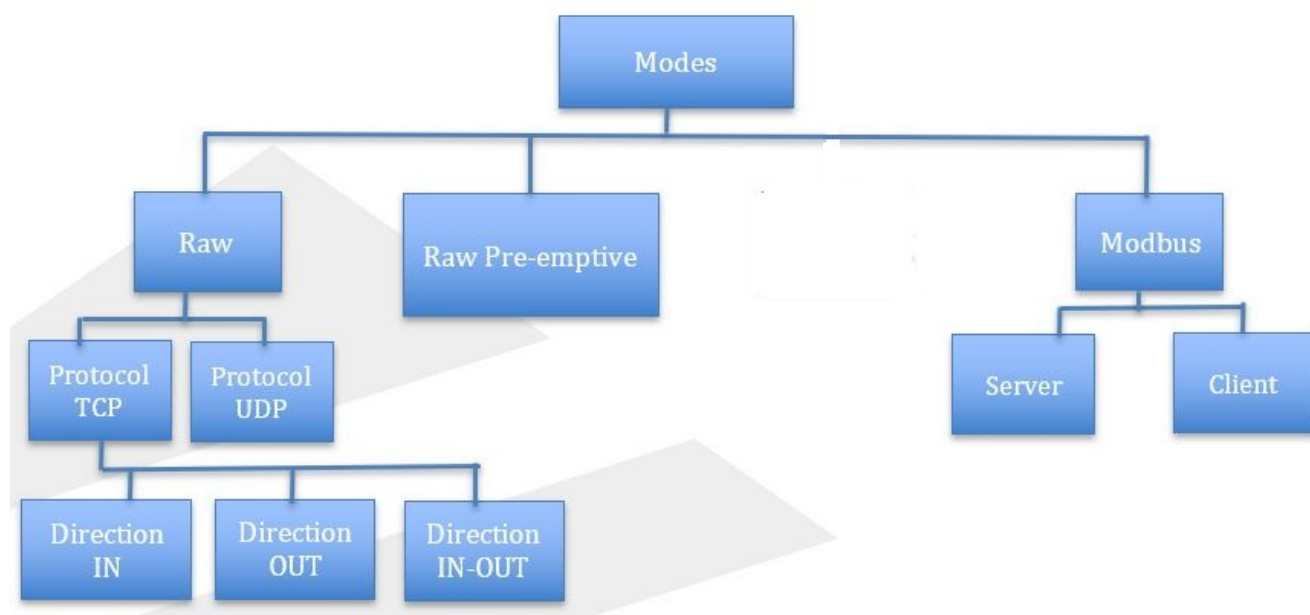 Modes
Raw
Raw Pre-emptive
Modbus
Protocol
TCP
Protocol
UDP
Server
Client
Direction
IN
Direction
OUT
Direction
IN-OUT